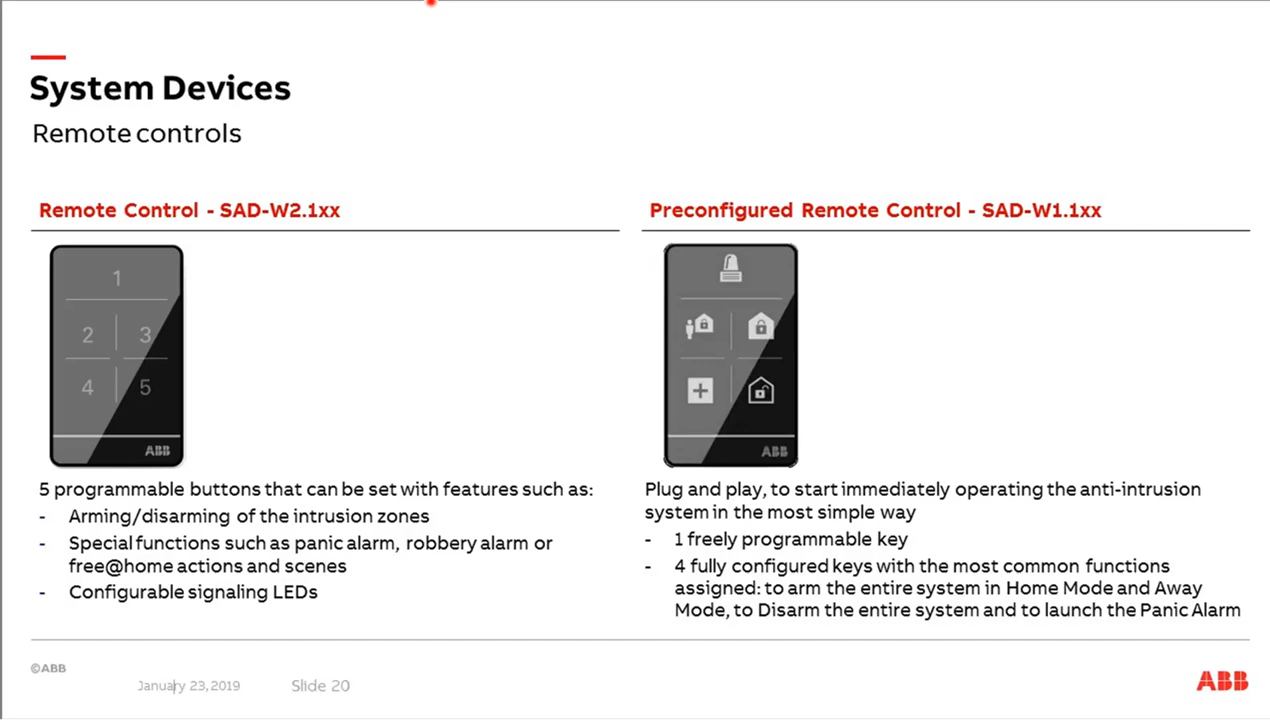 System Devices
Remote controls
Remote Control - SAD-W2.1xx
1
2 3
4 5
ABB
5 programmable buttons that can be set with features such as:
- Arming/disarming of the intrusion zones
- Special functions such as panic alarm, robbery alarm or
free@home actions and scenes
- Configurable signaling LEDs
Preconfigured Remote Control - SAD-W1.1xx
ABB
Plug and play, to start immediately operating the anti-intrusion
system in the most simple way
- 1 freely programmable key
- 4 fully configured keys with the most common functions
assigned: to arm the entire system in Home Mode and Away
Mode, to Disarm the entire system and to launch the Panic Alarm
©ABB
January 23, 2019
Slide 20
ABB